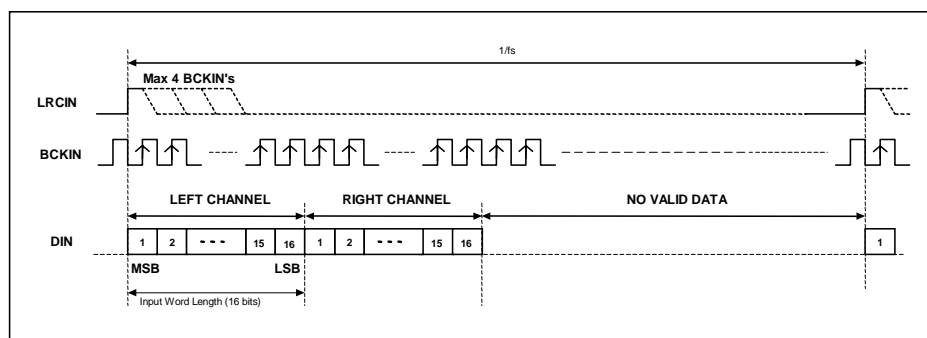 1/fs
Max 4 BCKIN's
LRCIN
BCKIN
LEFT CHANNEL RIGHT CHANNEL NO VALID DATA
DIN 1 2 15 16 1 2 15 16 1
MSB LSB
Input Word Length (16 bits)